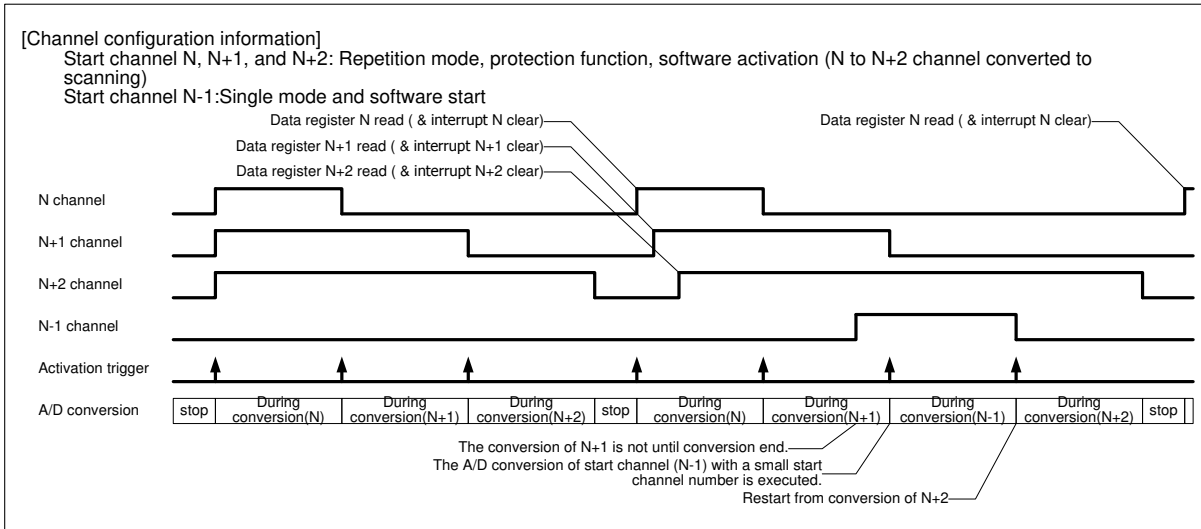 [Channel configuration information]
Start channel N, N+1, and N+2: Repetition mode, protection function, software activation (N to N+2 channel converted to
scanning)
Start channel N-1:Single mode and software start
Data register N read ( & interrupt N clear)
Data register N read ( & interrupt N clear)
Data register N+1 read ( & interrupt N+1 clear)
Data register N+2 read ( & interrupt N+2 clear)
N channel
N+1 channel
N+2 channel
N-1 channel
Activation trigger
A/D conversion
stop
During
conversion(N)
During
conversion(N+1)
During
conversion(N+2)
stop
During
conversion(N)
During
conversion(N+1)
During
conversion(N-1)
During
conversion(N+2)
stop
The conversion of N+1 is not until conversion end.
The A/D conversion of start channel (N-1) with a small start
channel number is executed.
Restart from conversion of N+2